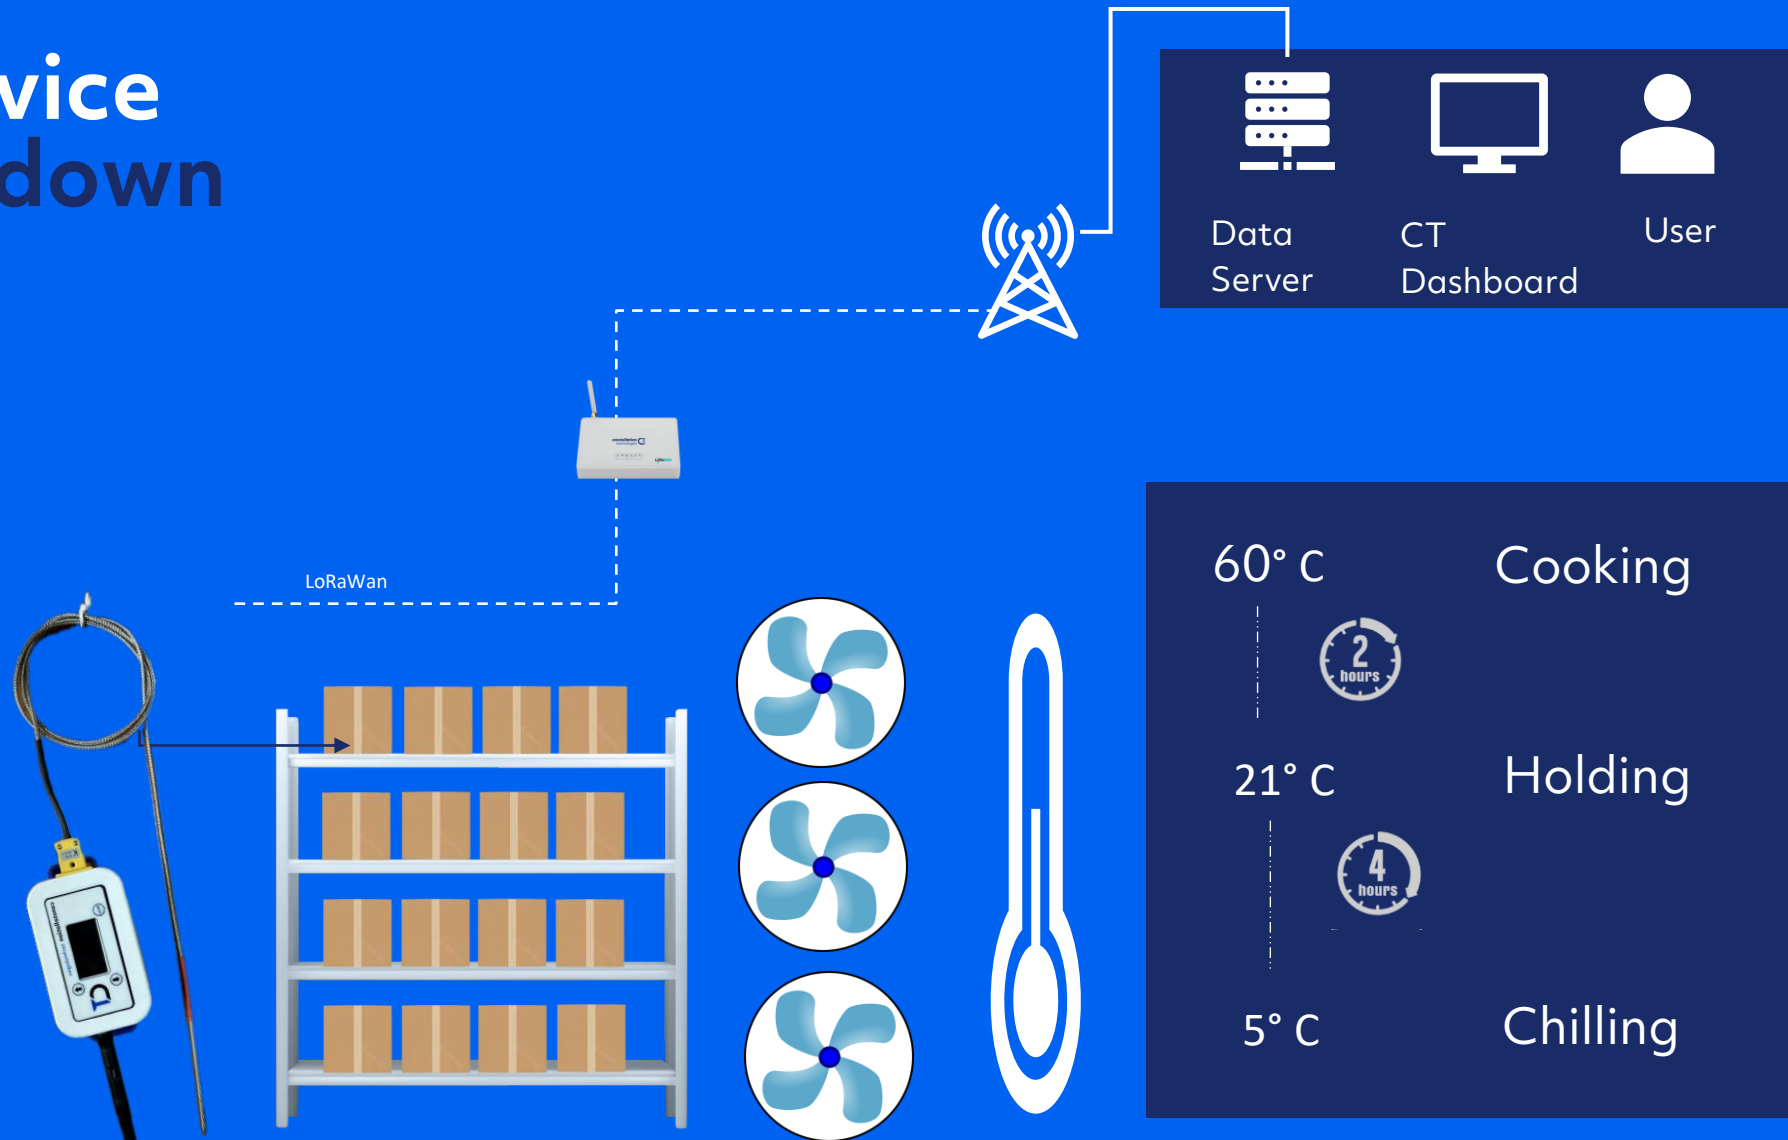 vice
down
Data
Server
CT
Dashboard
User
LoRaWan
60° C
Cooking
2
hours
21° C
Holding
4
hours
5° C
Chilling